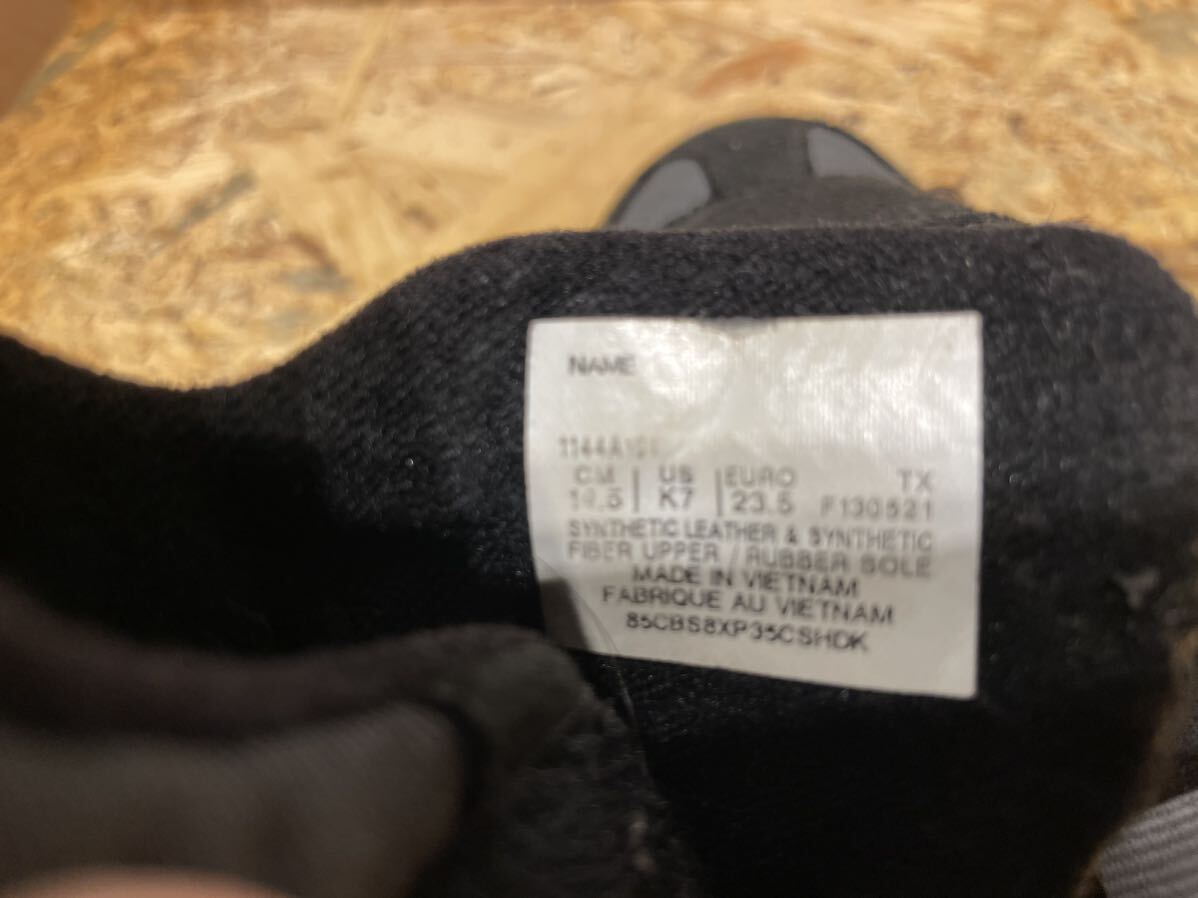 NAME
CM US EURO TX
K7 23.5 F130521
SYNTHETIC LEATHER & SYNTHETIC
FIBER UPPER / RUBBER SOLE
MADE IN VIETNAM
FABRIQUE AU VIETNAM
85CBS8XP35CSHDK